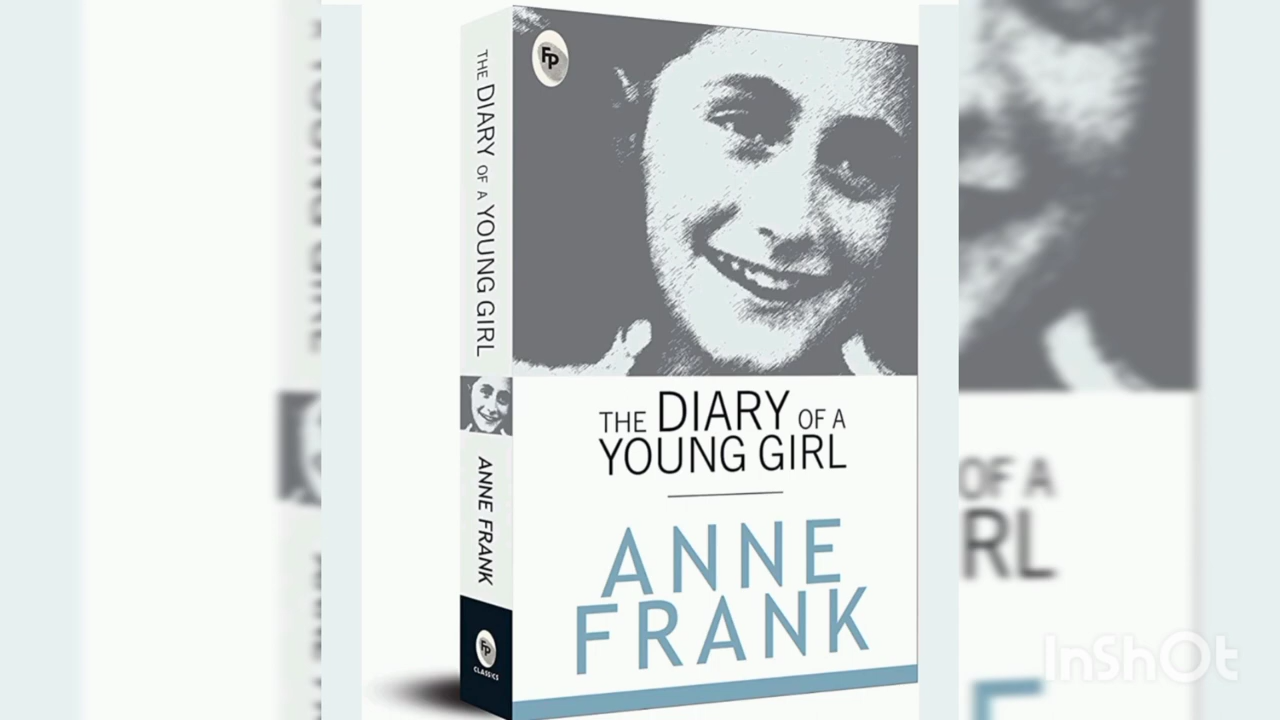 FP
THE DIARY OF A YOUNG GIRL
ANNE FRANK
FP
CLASSICS
THE DIARY OF A
YOUNG GIRL
ANNE
FRANK
OF A
RL
InShOt